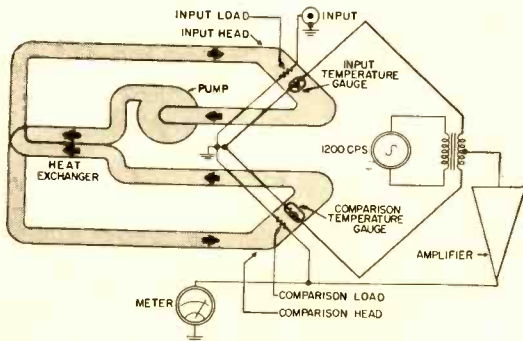 INPUT LOAD
INPUT
INPUT HEAD
INPUT
TEMPERATURE
GAUGE
PUMP
1200 CPS
HEAT
EXCHANGER
COMPARISON
TEMPERATURE
GAUGE
AMPLIFIER
METER
COMPARISON LOAD
COMPARISON HEAD